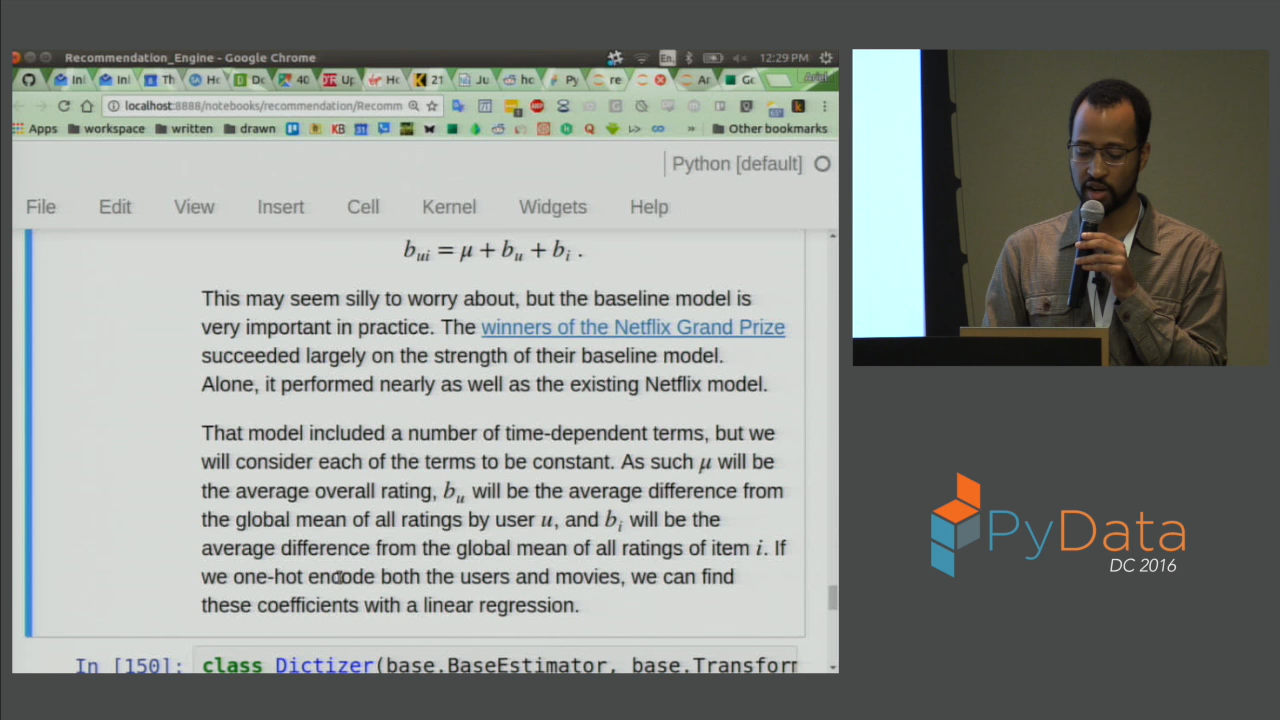 Recommendation_Engine - Google Chrome
En
12:29 PM
localhost:8888/notebooks/recommendation/Recomm
Apps workspace written drawn KB Other bookmarks
Python [default]
File Edit View Insert Cell Kernel Widgets Help
b_ui = μ + b_u + b_i .
This may seem silly to worry about, but the baseline model is
very important in practice. The winners of the Netflix Grand Prize
succeeded largely on the strength of their baseline model.
Alone, it performed nearly as well as the existing Netflix model.
That model included a number of time-dependent terms, but we
will consider each of the terms to be constant. As such μ will be
the average overall rating, b_u will be the average difference from
the global mean of all ratings by user u, and b_i will be the
average difference from the global mean of all ratings of item i. If
we one-hot encode both the users and movies, we can find
these coefficients with a linear regression.
In [150]: class Dictizer(base.BaseEstimator, base.Transform
PyData
DC 2016